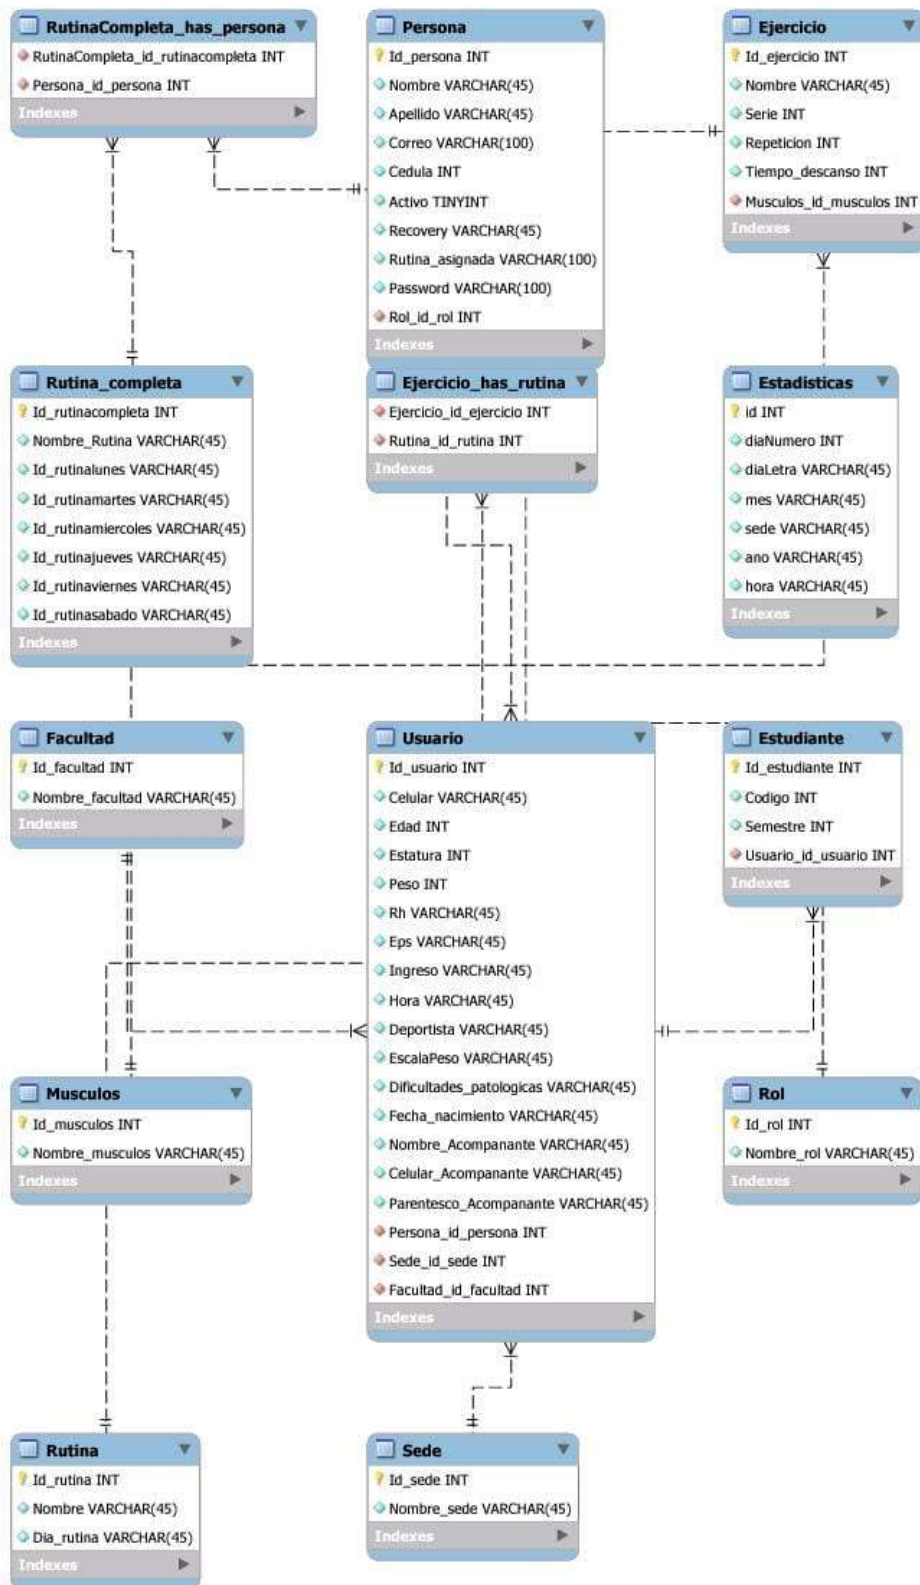 RutinaCompleta_has_persona
RutinaCompleta_id_rutinacompleta INT
Persona_id_persona INT
Indexes
Persona
Id_persona INT
Nombre VARCHAR(45)
Apellido VARCHAR(45)
Correo VARCHAR(100)
Cedula INT
Activo TINYINT
Recovery VARCHAR(45)
Rutina_asignada VARCHAR(100)
Password VARCHAR(100)
Rol_id_rol INT
Indexes
Ejercicio
Id_ejercicio INT
Nombre VARCHAR(45)
Serie INT
Repeticion INT
Tiempo_descanso INT
Musculos_id_musculos INT
Indexes
Rutina_completa
Id_rutinacompleta INT
Nombre_Rutina VARCHAR(45)
Id_rutinalunes VARCHAR(45)
Id_rutinamartes VARCHAR(45)
Id_rutinamiercoles VARCHAR(45)
Id_rutinajueves VARCHAR(45)
Id_rutinaviernes VARCHAR(45)
Id_rutinasabado VARCHAR(45)
Indexes
Ejercicio_has_rutina
Ejercicio_id_ejercicio INT
Rutina_id_rutina INT
Indexes
Estadisticas
id INT
diaNumero INT
diaLetra VARCHAR(45)
mes VARCHAR(45)
sede VARCHAR(45)
ano VARCHAR(45)
hora VARCHAR(45)
Indexes
Facultad
Id_facultad INT
Nombre_facultad VARCHAR(45)
Indexes
Usuario
Id_usuario INT
Celular VARCHAR(45)
Edad INT
Estatura INT
Peso INT
Rh VARCHAR(45)
Eps VARCHAR(45)
Ingreso VARCHAR(45)
Hora VARCHAR(45)
Deportista VARCHAR(45)
EscalaPeso VARCHAR(45)
Dificultades_patologicas VARCHAR(45)
Fecha_nacimiento VARCHAR(45)
Nombre_Acompanante VARCHAR(45)
Celular_Acompanante VARCHAR(45)
Parentesco_Acompanante VARCHAR(45)
Persona_id_persona INT
Sede_id_sede INT
Facultad_id_facultad INT
Indexes
Estudiante
Id_estudiante INT
Codigo INT
Semestre INT
Usuario_id_usuario INT
Indexes
Musculos
Id_musculos INT
Nombre_musculos VARCHAR(45)
Indexes
Rol
Id_rol INT
Nombre_rol VARCHAR(45)
Indexes
Rutina
Id_rutina INT
Nombre VARCHAR(45)
Dia_rutina VARCHAR(45)
Indexes
Sede
Id_sede INT
Nombre_sede VARCHAR(45)
Indexes